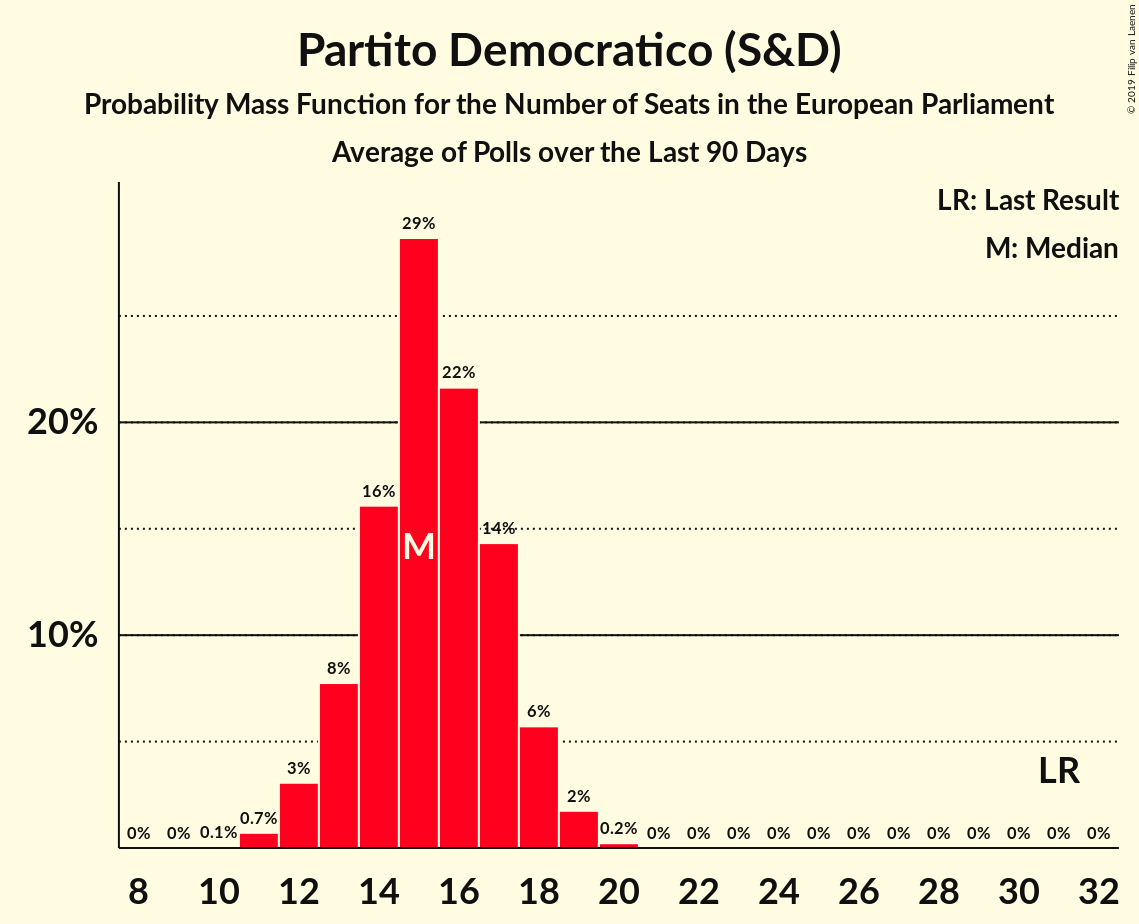 Partito Democratico (S&D)
Probability Mass Function for the Number of Seats in the European Parliament
Average of Polls over the Last 90 Days
© 2019 Filip van Laenen
LR: Last Result
M: Median
20%
10%
0% 0% 0.1% 0.7% 3% 8% 16% 29% 22% 14% 6% 2% 0.2% 0% 0% 0% 0% 0% 0% 0% 0% 0% 0% 0% 0%
M
LR
8 10 12 14 16 18 20 22 24 26 28 30 32